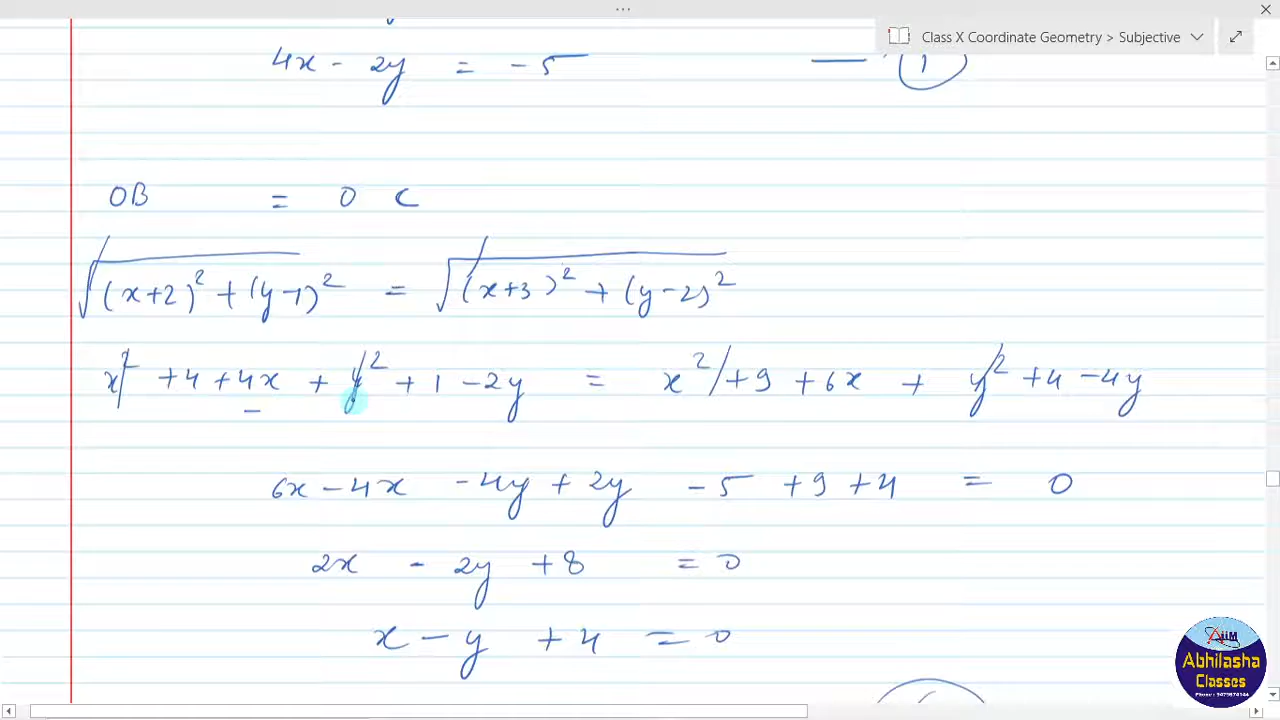 Class X Coordinate Geometry > Subjective
4x - 2y = -5 — 1
OB = OC
√(x+2)² + (y-1)² = √(x+3)² + (y-2)²
x² + 4 + 4x + y² + 1 - 2y = x² + 9 + 6x + y² + 4 - 4y
6x - 4x - 4y + 2y - 5 + 9 + 4 = 0
2x - 2y + 8 = 0
x - y + 4 = 0
AIIM
Abhilasha
Classes